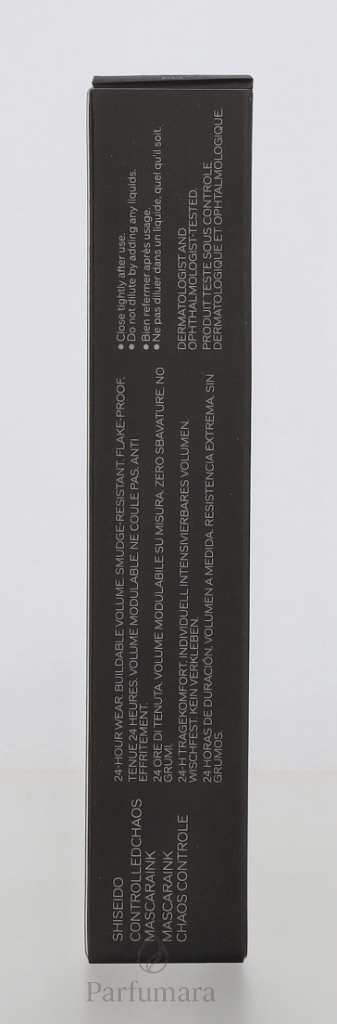 SHISEIDO
CONTROLLEDCHAOS
MASCARAINK
MASCARAINK
CHAOS CONTROLE
24-HOUR WEAR. BUILDABLE VOLUME. SMUDGE-RESISTANT. FLAKE-PROOF.
TENUE 24 HEURES. VOLUME MODULABLE. NE COULE PAS. ANTI
EFFRITEMENT.
24 ORE DI TENUTA. VOLUME MODULABILE SU MISURA. ZERO SBAVATURE NO
GRUMI.
24-H TRAGEKOMFORT. INDIVIDUELL INTENSIVIERBARES VOLUMEN.
WISCHFEST. KEIN VERKLEBEN.
24 HORAS DE DURACIÓN. VOLUMEN A MEDIDA. RESISTENCIA EXTREMA. SIN
GRUMOS.
● Close tightly after use.
● Do not dilute by adding any liquids.
● Bien refermer après usage.
● Ne pas diluer dans un liquide, quel qu'il soit.
DERMATOLOGIST AND
OPHTHALMOLOGIST-TESTED.
PRODUIT TESTE SOUS CONTROLE
DERMATOLOGIQUE ET OPHTALMOLOGIQUE.
Parfumara